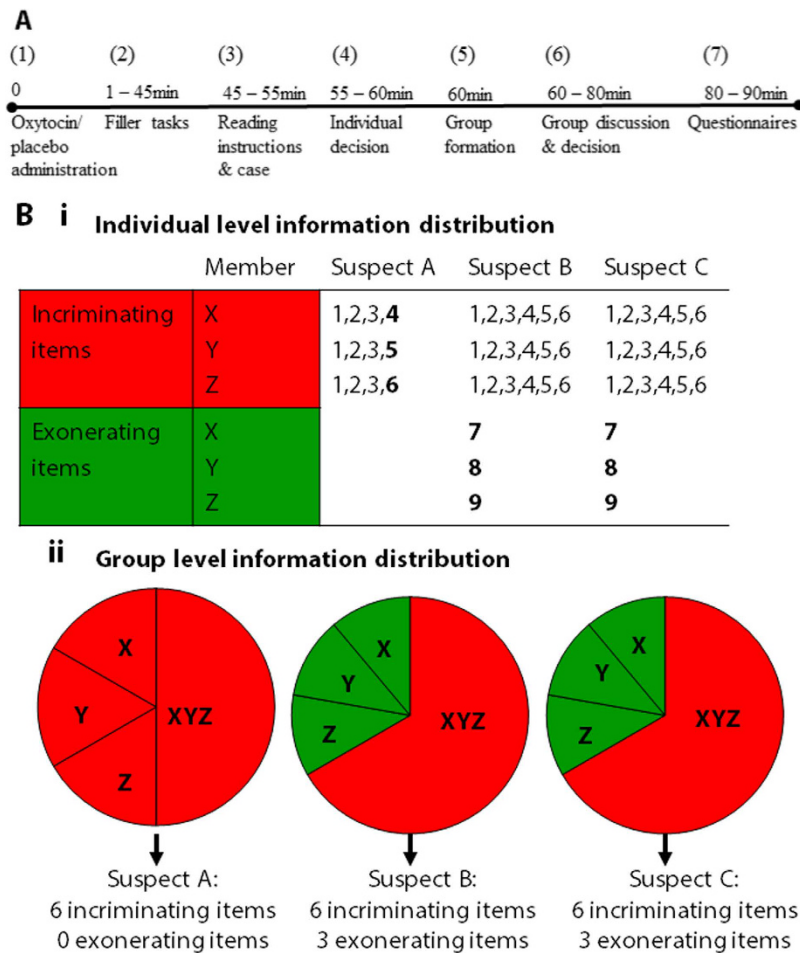 A
(1) (2) (3) (4) (5) (6) (7)
0 1 – 45min 45 – 55min 55 – 60min 60min 60 – 80min 80 – 90min
Oxytocin/ Filler tasks Reading Individual Group Group discussion Questionnaires
placebo instructions decision formation & decision
administration & case
B i Individual level information distribution
Member Suspect A Suspect B Suspect C
Incriminating X 1,2,3,4 1,2,3,4,5,6 1,2,3,4,5,6
items Y 1,2,3,5 1,2,3,4,5,6 1,2,3,4,5,6
Z 1,2,3,6 1,2,3,4,5,6 1,2,3,4,5,6
Exonerating X 7 7
items Y 8 8
Z 9 9
ii Group level information distribution
X Y Z XYZ
X Y Z XYZ
X Y Z XYZ
Suspect A: Suspect B: Suspect C:
6 incriminating items 6 incriminating items 6 incriminating items
0 exonerating items 3 exonerating items 3 exonerating items